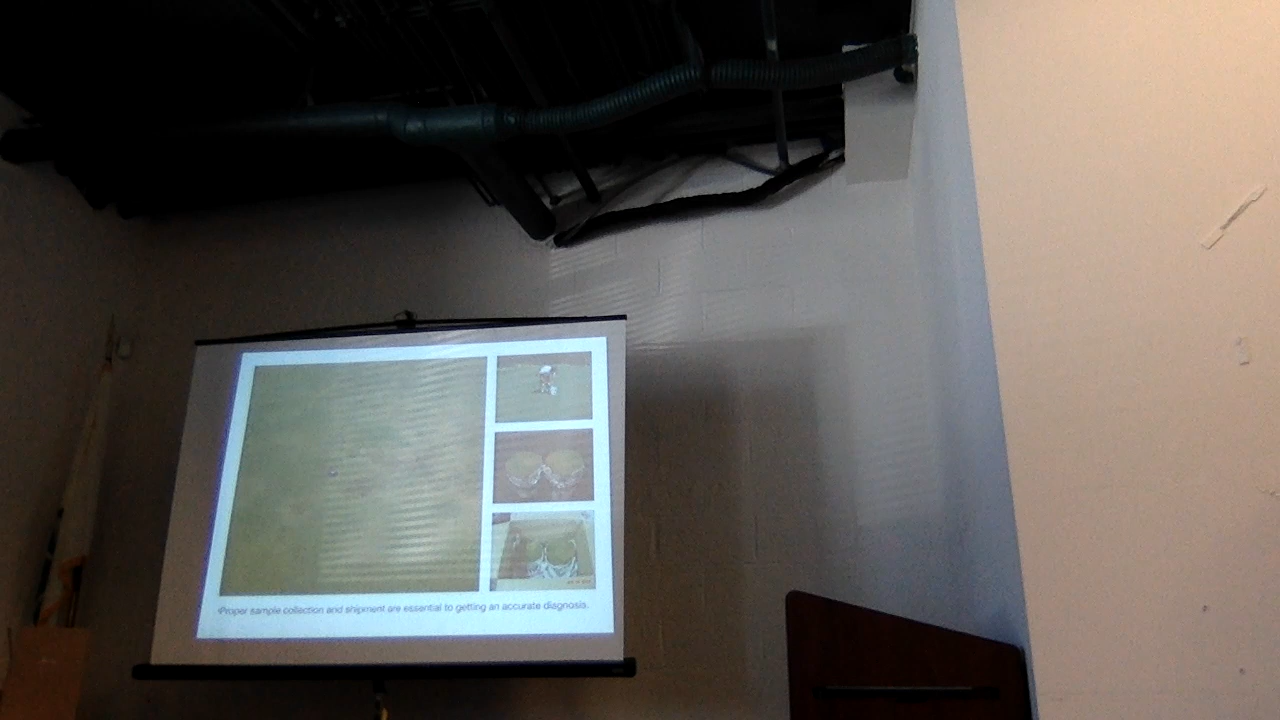 Proper sample collection and shipment are essential to getting an accurate diagnosis.